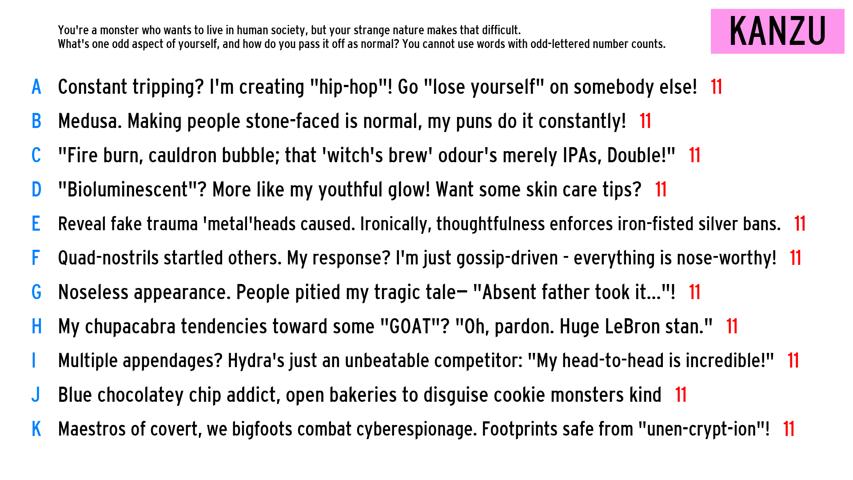 You're a monster who wants to live in human society, but your strange nature makes that difficult.
What's one odd aspect of yourself, and how do you pass it off as normal? You cannot use words with odd-lettered number counts.
KANZU
A Constant tripping? I'm creating "hip-hop"! Go "lose yourself" on somebody else! 11
B Medusa. Making people stone-faced is normal, my puns do it constantly! 11
C "Fire burn, cauldron bubble; that 'witch's brew' odour's merely IPAs, Double!" 11
D "Bioluminescent"? More like my youthful glow! Want some skin care tips? 11
E Reveal fake trauma 'metal'heads caused. Ironically, thoughtfulness enforces iron-fisted silver bans. 11
F Quad-nostrils startled others. My response? I'm just gossip-driven - everything is nose-worthy! 11
G Noseless appearance. People pitied my tragic tale— "Absent father took it..."! 11
H My chupacabra tendencies toward some "GOAT"? "Oh, pardon. Huge LeBron stan." 11
I Multiple appendages? Hydra's just an unbeatable competitor: "My head-to-head is incredible!" 11
J Blue chocolatey chip addict, open bakeries to disguise cookie monsters kind 11
K Maestros of covert, we bigfoots combat cyberespionage. Footprints safe from "unen-crypt-ion"! 11